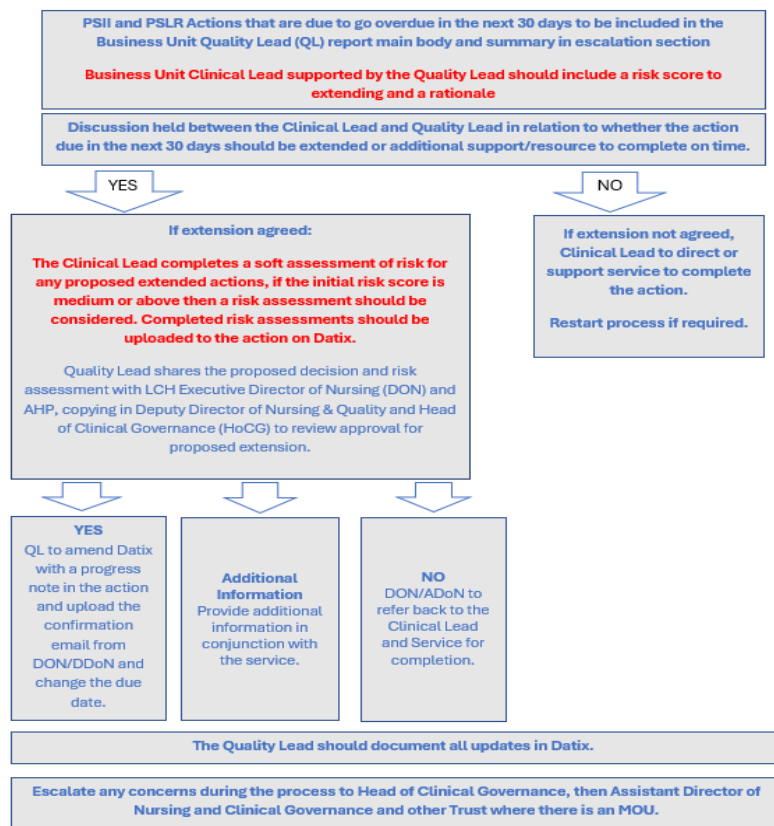 PSII and PSLR Actions that are due to go overdue in the next 30 days to be included in the
Business Unit Quality Lead (QL) report main body and summary in escalation section
Business Unit Clinical Lead supported by the Quality Lead should include a risk score to
extending and a rationale
Discussion held between the Clinical Lead and Quality Lead in relation to whether the action
due in the next 30 days should be extended or additional support/resource to complete on time.
YES
NO
If extension agreed:
The Clinical Lead completes a soft assessment of risk for
any proposed extended actions, if the initial risk score is
medium or above then a risk assessment should be
considered. Completed risk assessments should be
uploaded to the action on Datix.
Quality Lead shares the proposed decision and risk
assessment with LCH Executive Director of Nursing (DON) and
AHP, copying in Deputy Director of Nursing & Quality and Head
of Clinical Governance (HoCG) to review approval for
proposed extension.
If extension not agreed,
Clinical Lead to direct or
support service to complete
the action.
Restart process if required.
YES
QL to amend Datix
with a progress
note in the action
and upload the
confirmation
email from
DON/DDoN and
change the due
date.
Additional
Information
Provide additional
information in
conjunction with
the service.
NO
DON/ADoN to
refer back to the
Clinical Lead
and Service for
completion.
The Quality Lead should document all updates in Datix.
Escalate any concerns during the process to Head of Clinical Governance, then Assistant Director of
Nursing and Clinical Governance and other Trust where there is an MOU.